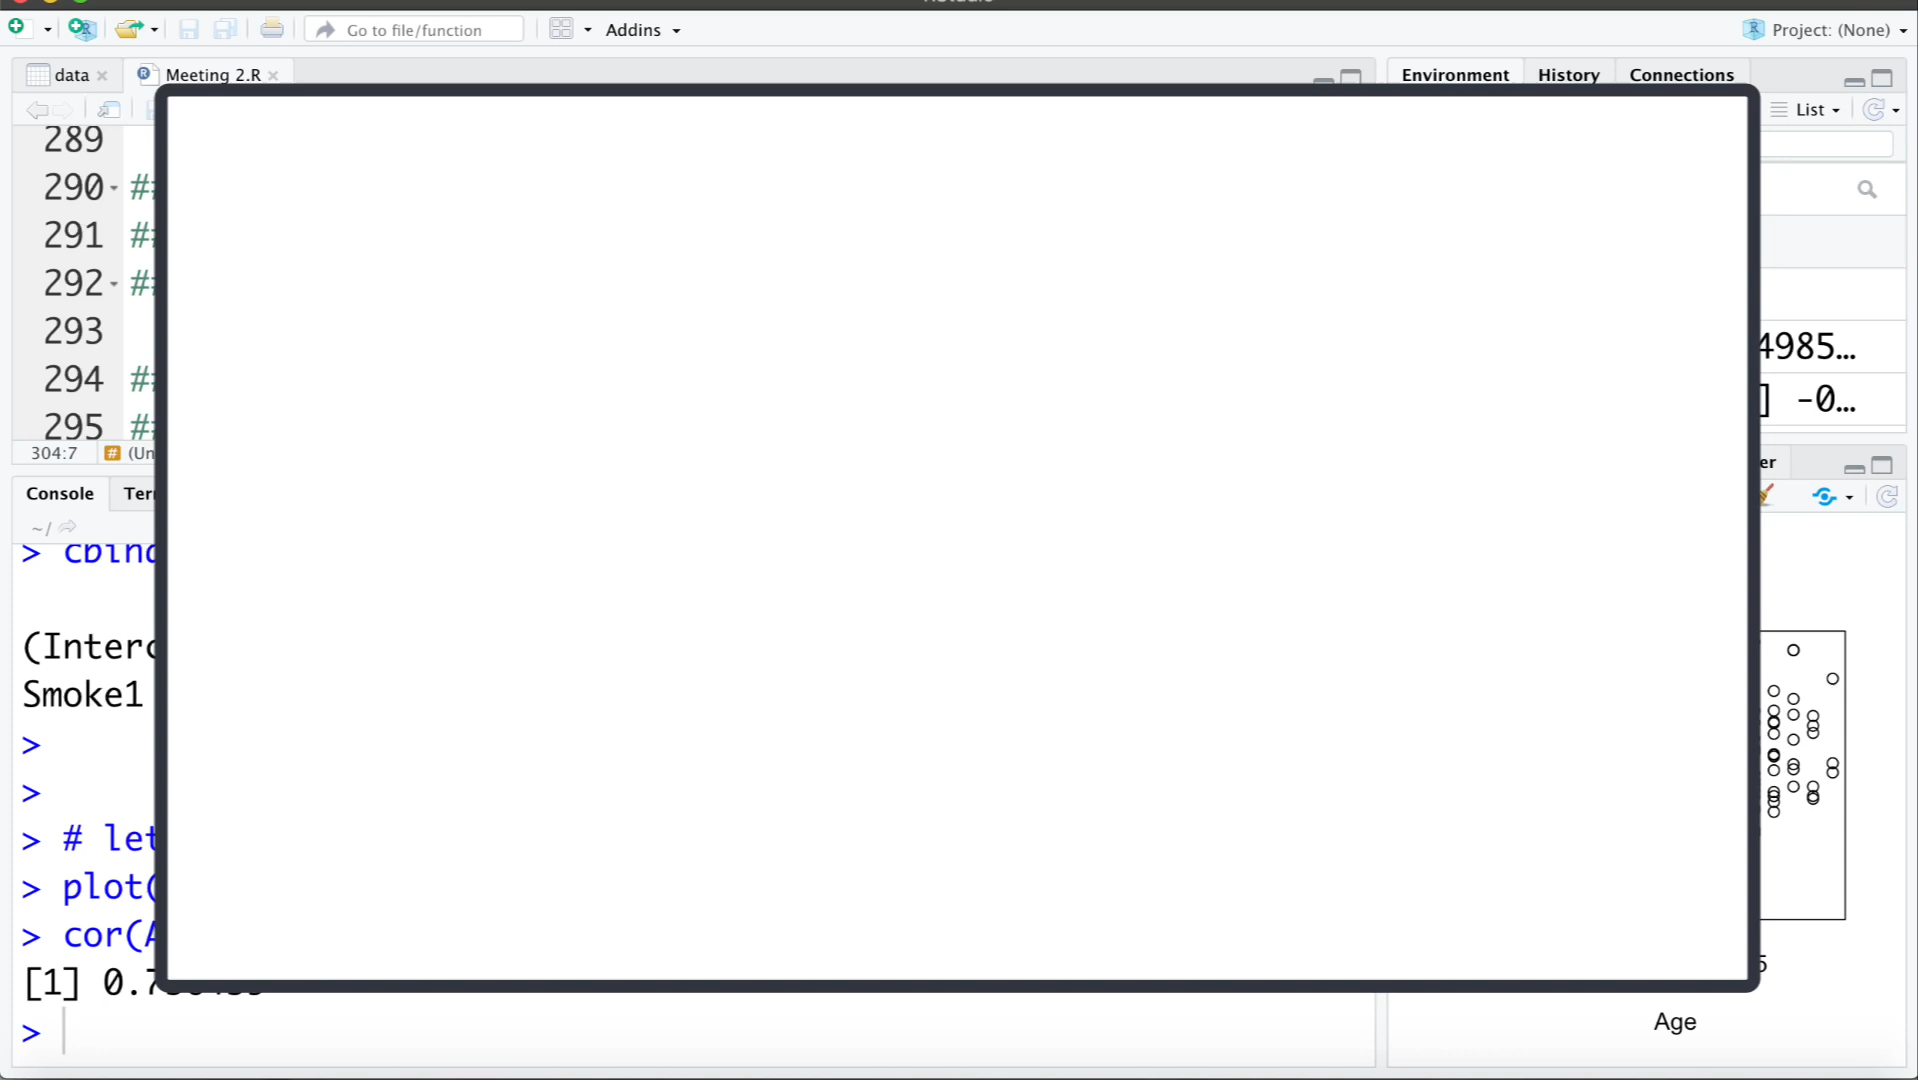 Go to file/function
Addins
Project: (None)
data
Meeting 2.R
Environment
History
Connections
List
289
290 ##
291 ##
292 ##
293
294 ##
295 ##
4985…
] -0…
304:7
Console
~/
> cbind
(Interc
Smoke1
>
>
> # let
> plot(
> cor(A
[1] 0.7
>
5
Age